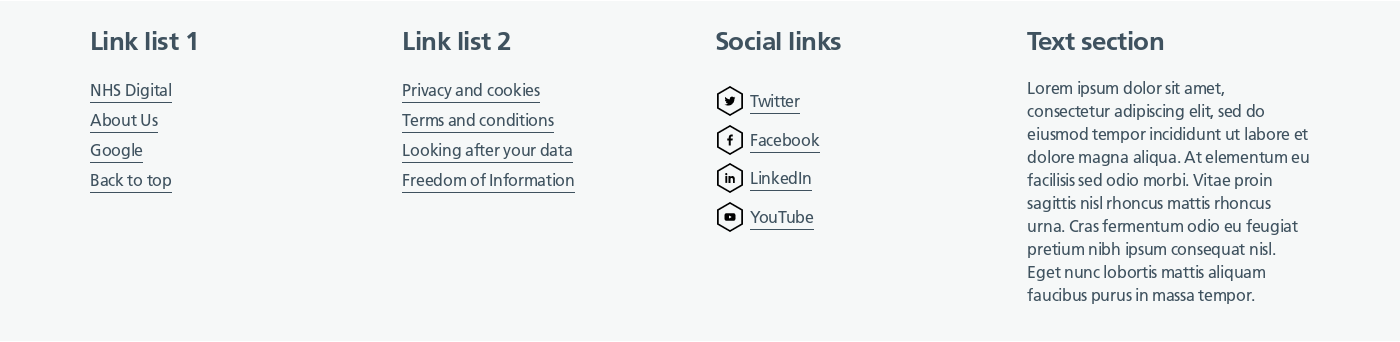 Link list 1
NHS Digital
About Us
Google
Back to top
Link list 2
Privacy and cookies
Terms and conditions
Looking after your data
Freedom of Information
Social links
Twitter
Facebook
LinkedIn
YouTube
Text section
Lorem ipsum dolor sit amet,
consectetur adipiscing elit, sed do
eiusmod tempor incididunt ut labore et
dolore magna aliqua. At elementum eu
facilisis sed odio morbi. Vitae proin
sagittis nisl rhoncus mattis rhoncus
urna. Cras fermentum odio eu feugiat
pretium nibh ipsum consequat nisl.
Eget nunc lobortis mattis aliquam
faucibus purus in massa tempor.